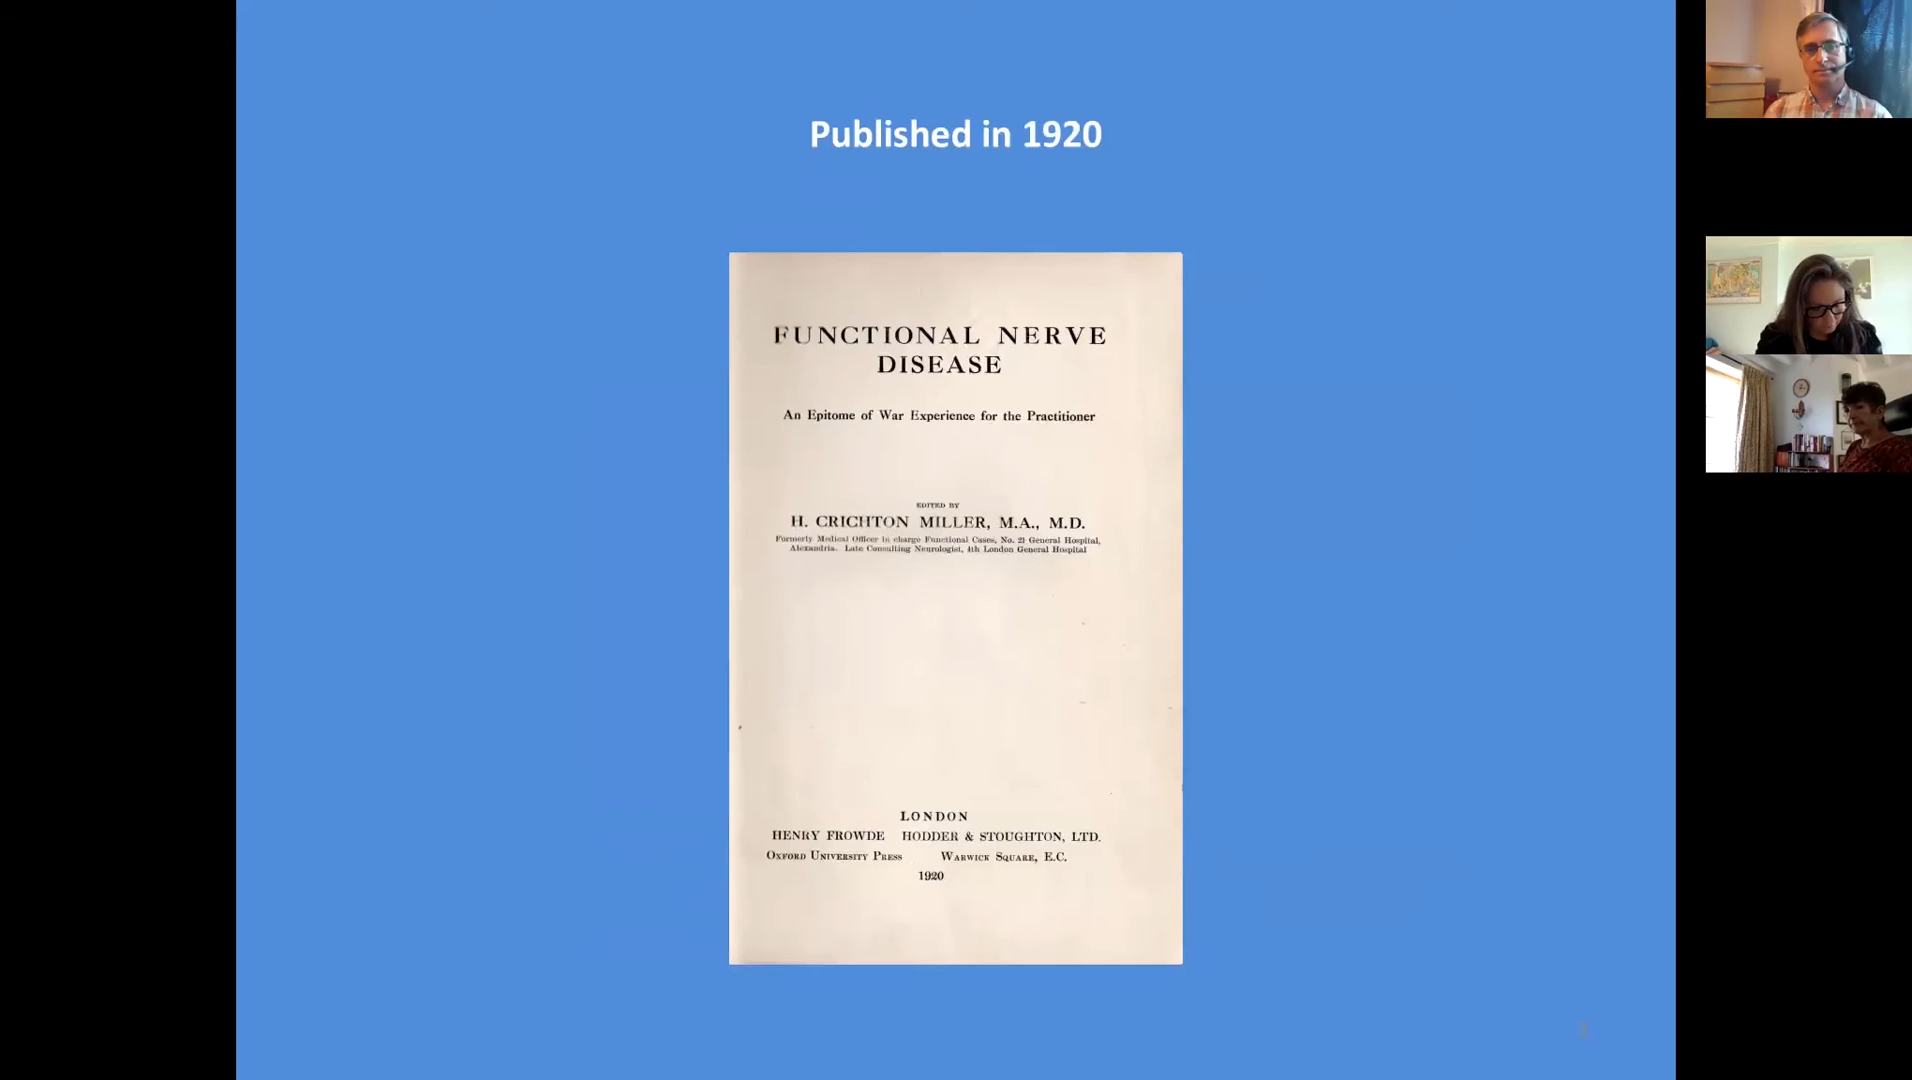 Published in 1920
FUNCTIONAL NERVE
DISEASE
An Epitome of War Experience for the Practitioner
EDITED BY
H. CRICHTON MILLER, M.A., M.D.
Formerly Medical Officer in charge Functional Cases, No. 21 General Hospital,
Alexandria. Late Consulting Neurologist, 4th London General Hospital
LONDON
HENRY FROWDE HODDER & STOUGHTON, LTD.
OXFORD UNIVERSITY PRESS WARWICK SQUARE, E.C.
1920